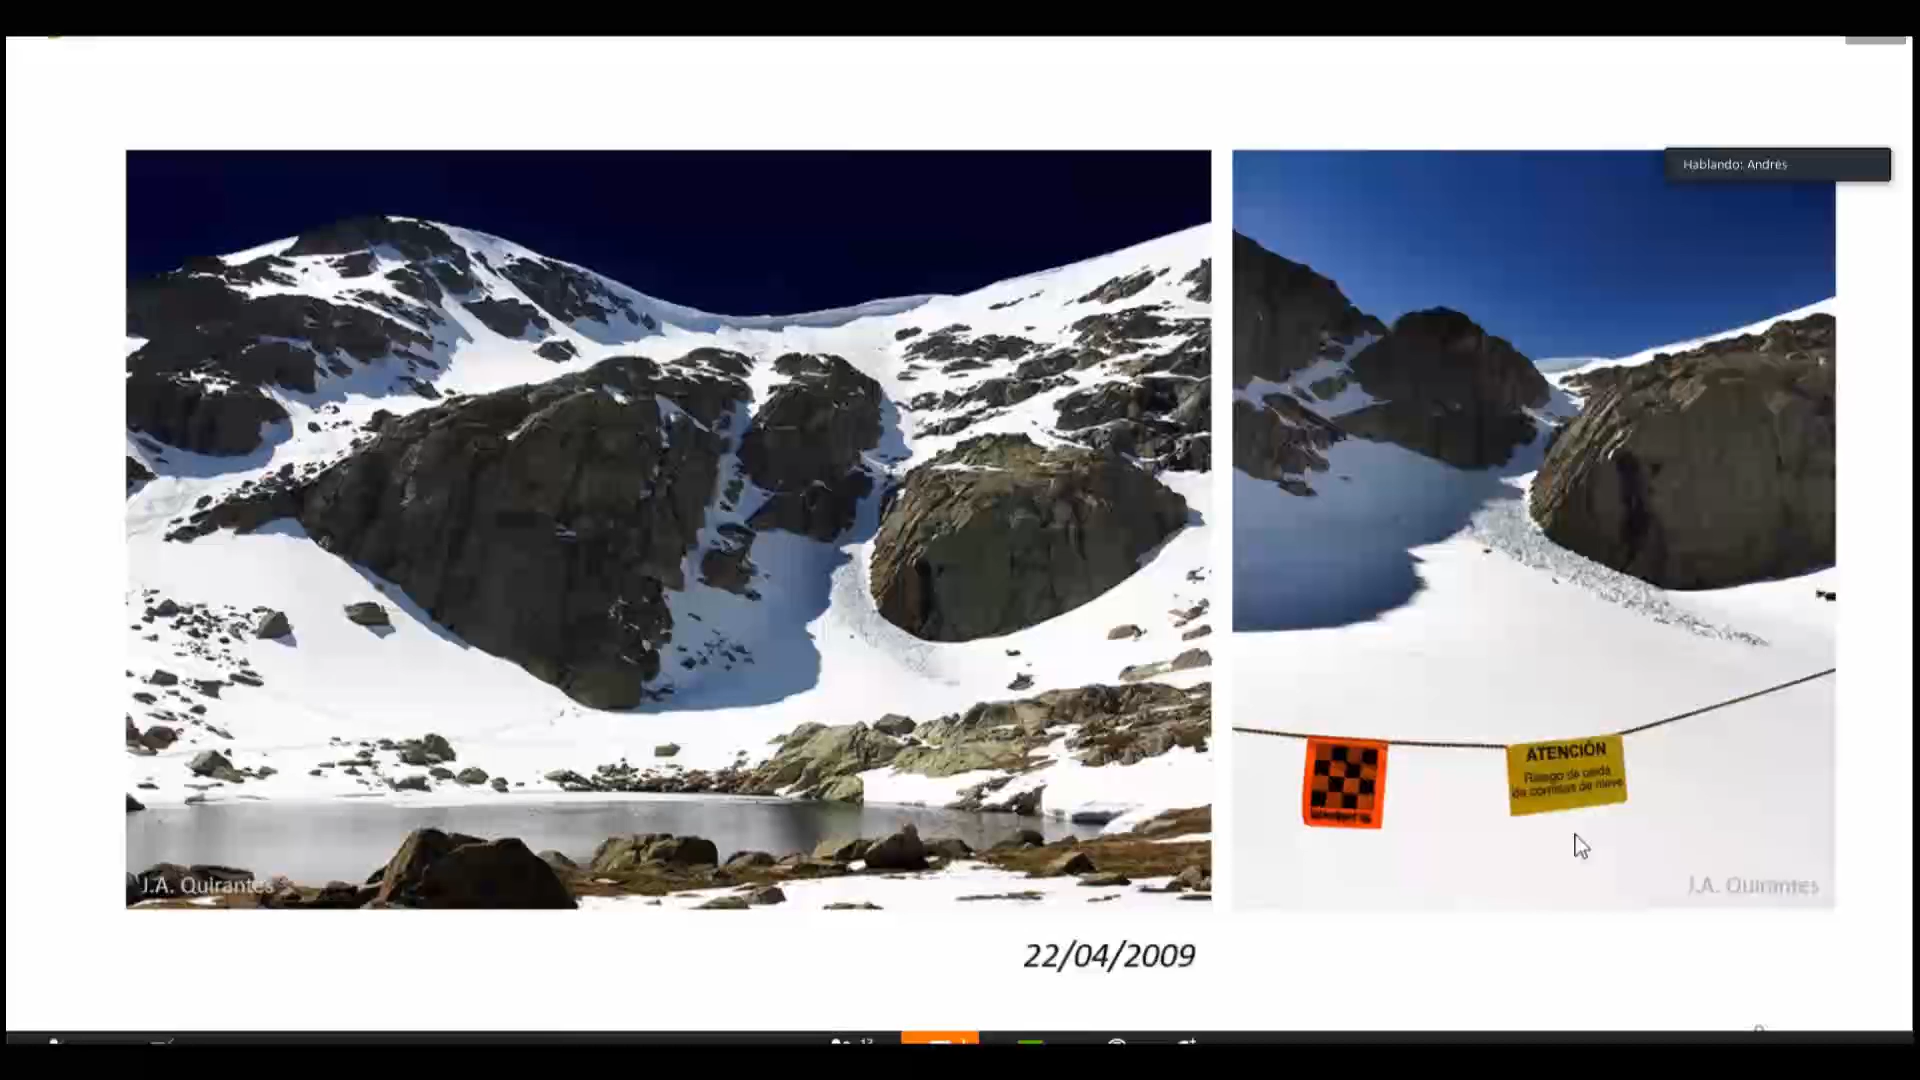 Hablando: Andrés
ATENCIÓN
Riesgo de caída
de cornisas de nieve
J.A. Quirantes
J.A. Quirantes
22/04/2009